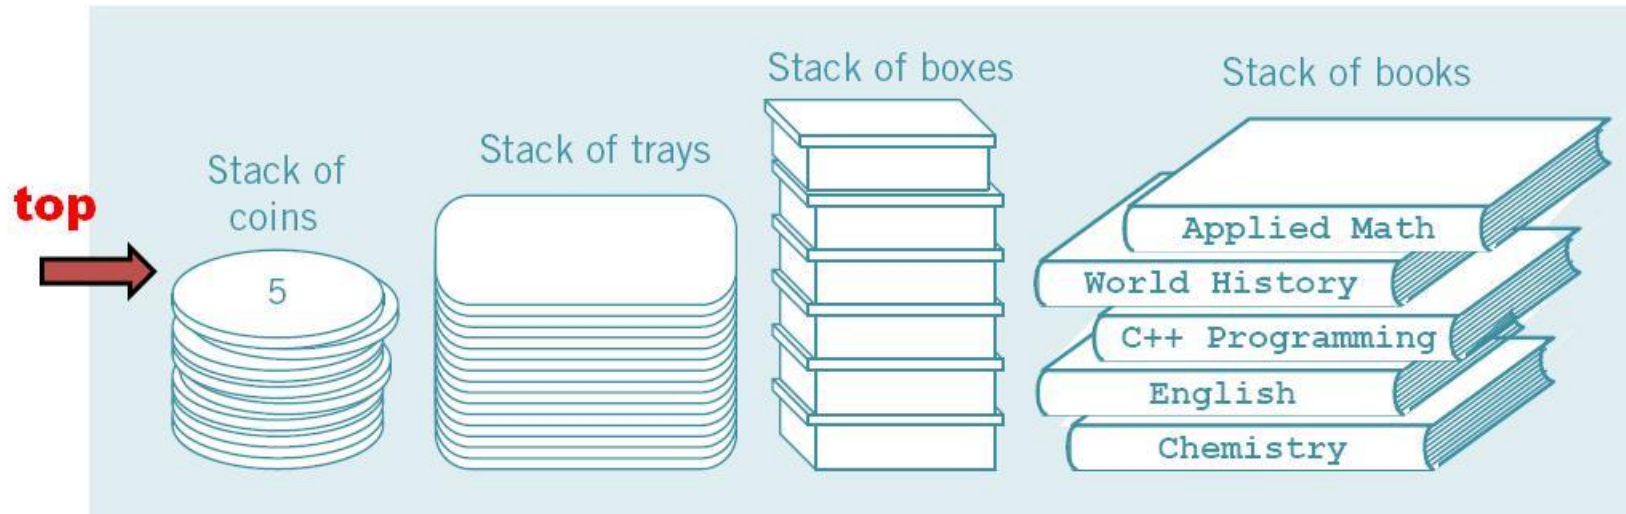 top
Stack of
coins
5
Stack of trays
Stack of boxes
Stack of books
Applied Math
World History
C++ Programming
English
Chemistry